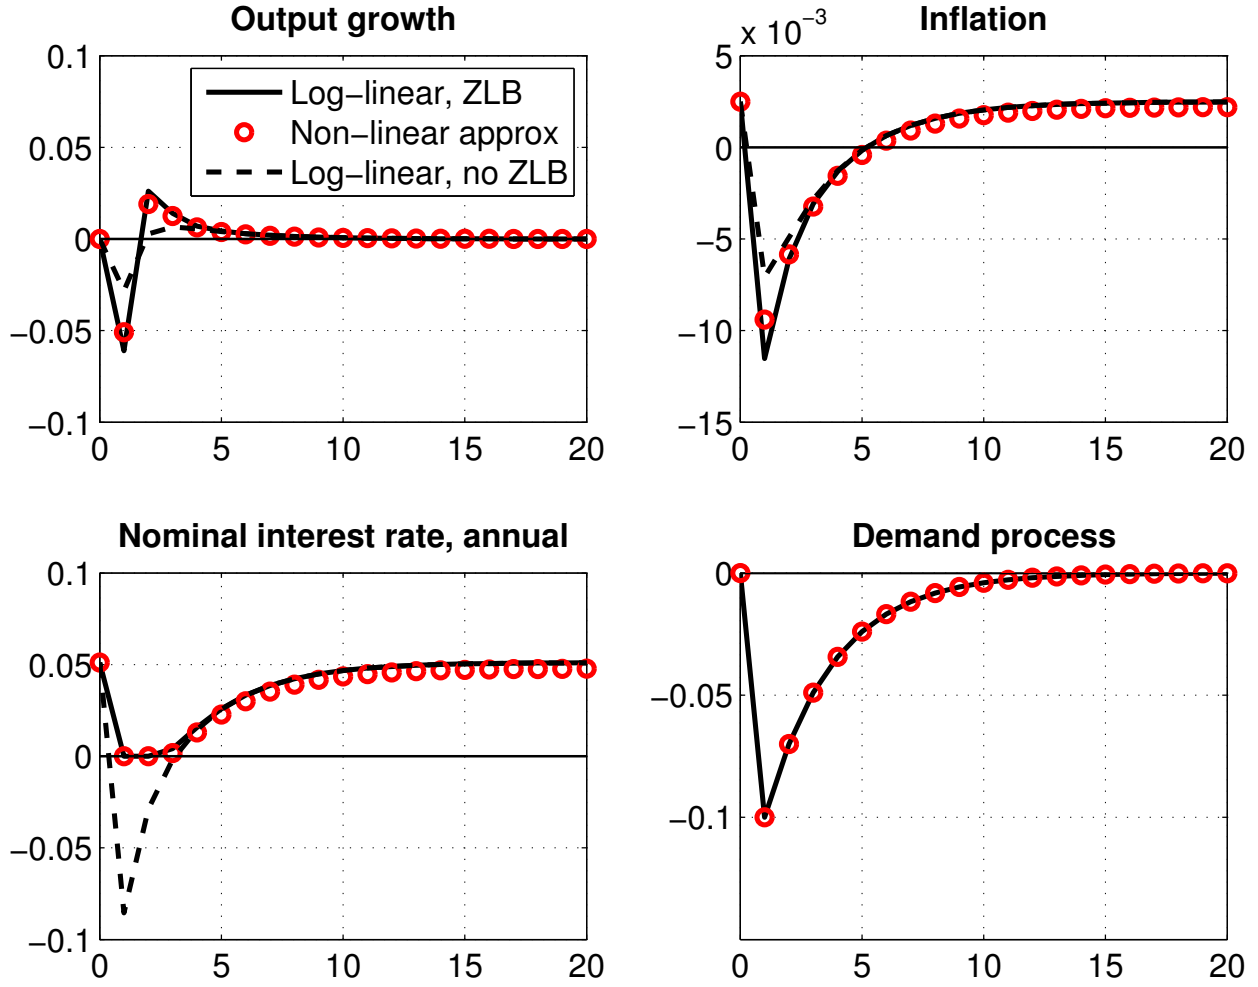 Output growth
0.1
0.05
0
−0.05
−0.1
0 5 10 15 20
Log−linear, ZLB
Non−linear approx
Log−linear, no ZLB
Inflation
x 10−3
5
0
−5
−10
−15
0 5 10 15 20
Nominal interest rate, annual
0.1
0.05
0
−0.05
−0.1
0 5 10 15 20
Demand process
0
−0.05
−0.1
0 5 10 15 20